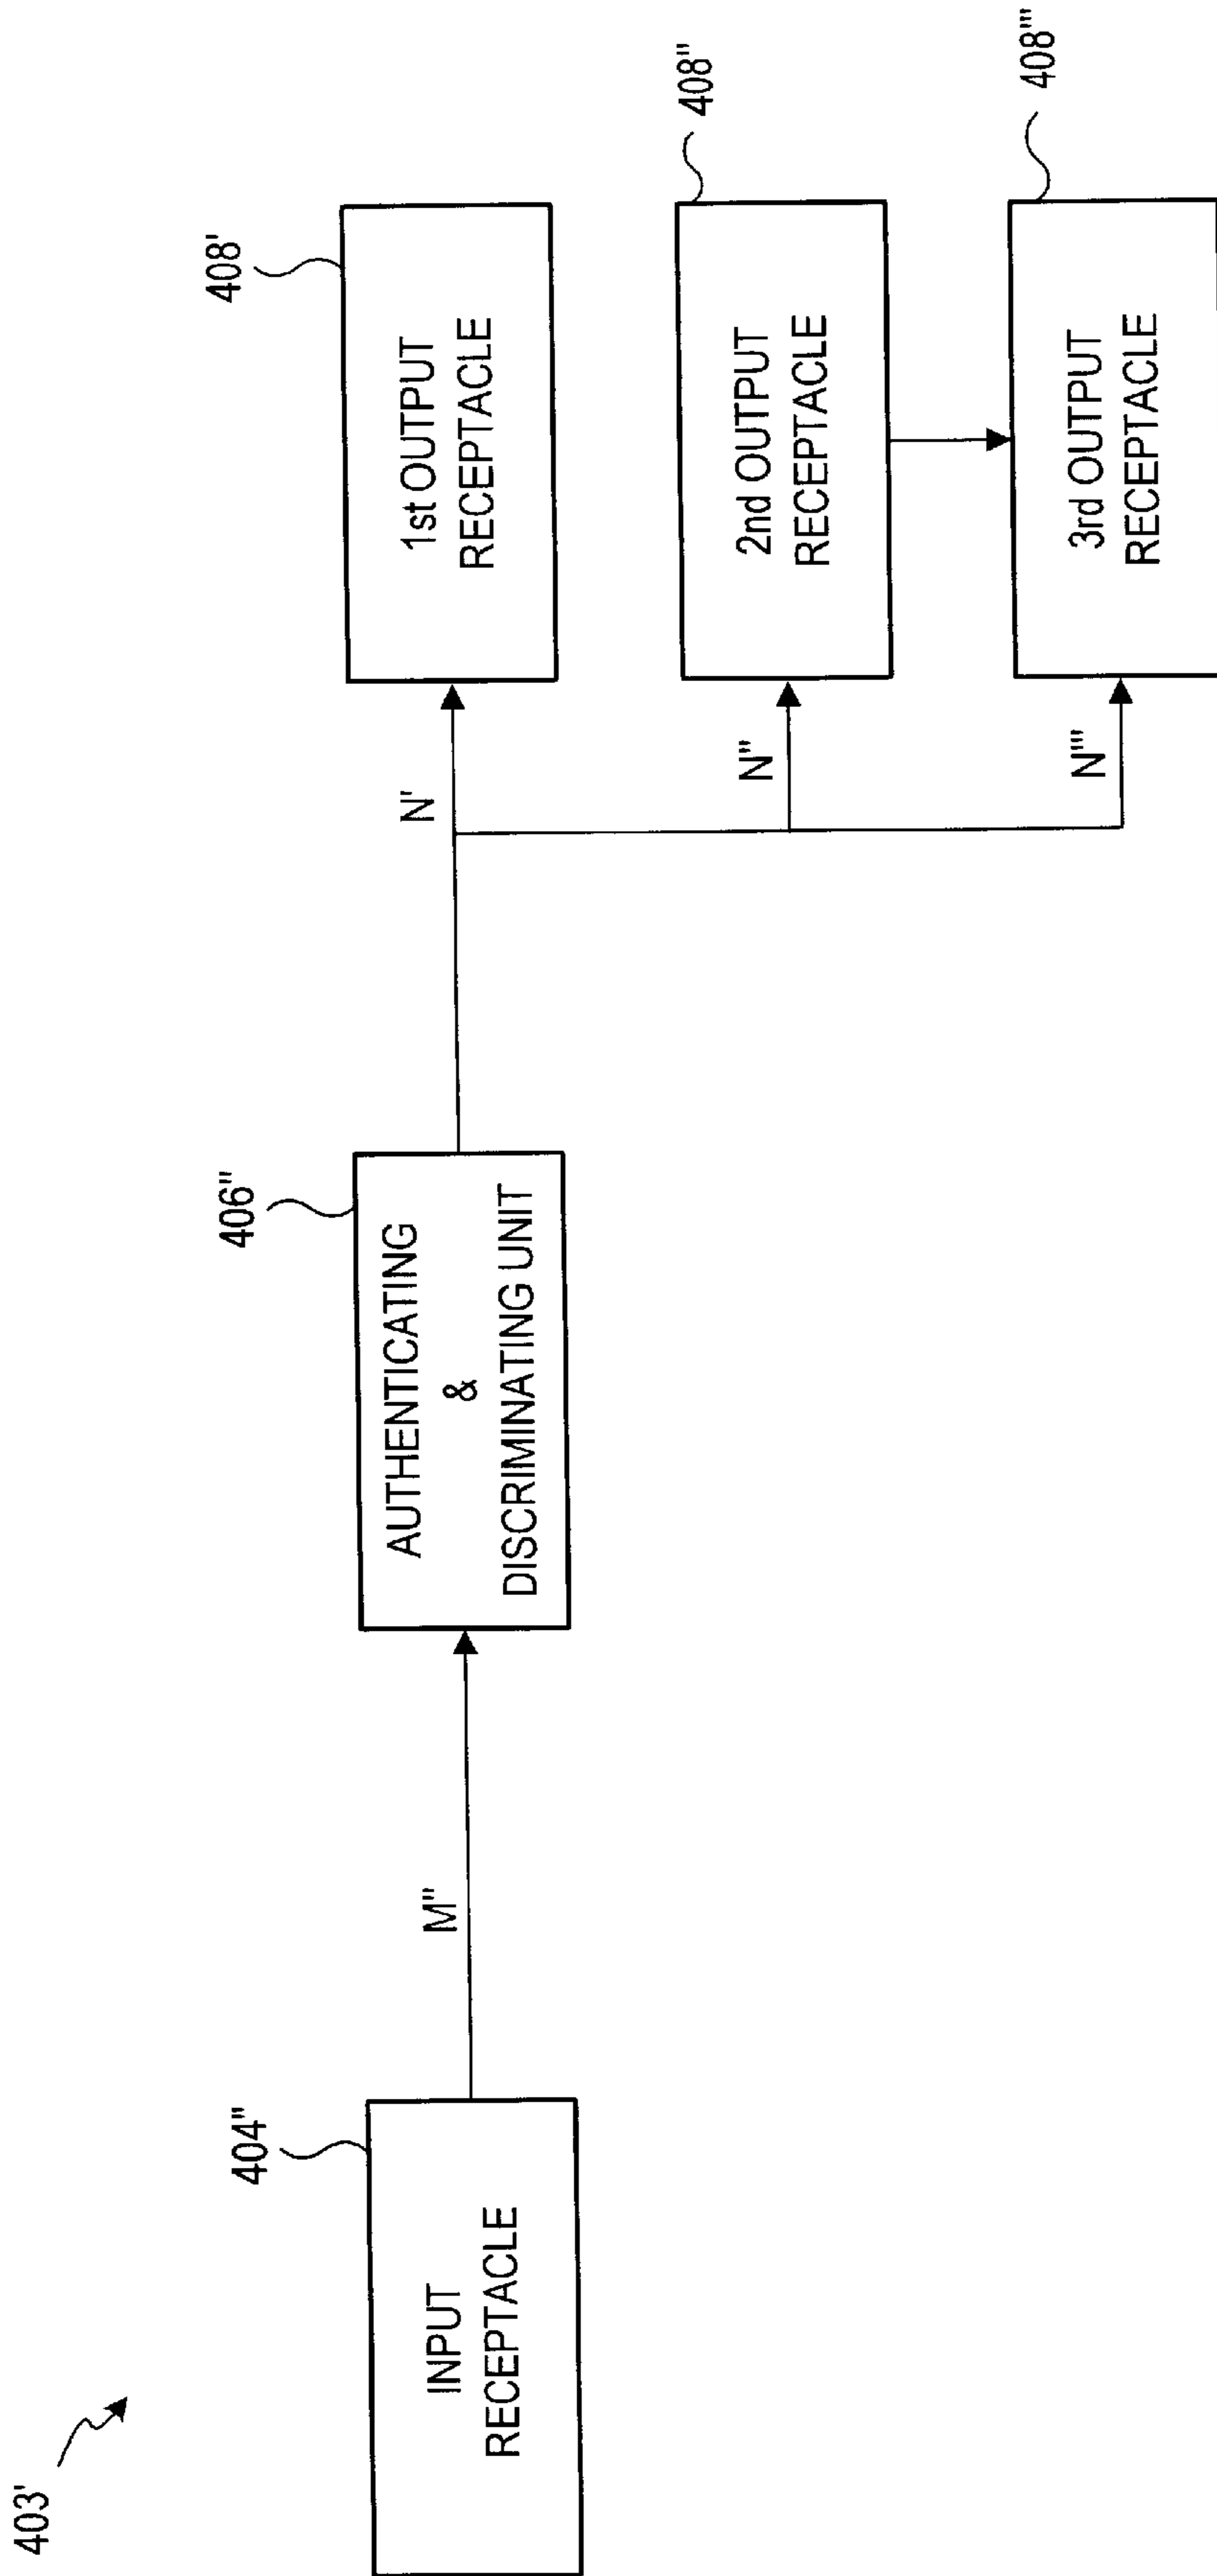 403'
404"
INPUT
RECEPTACLE
M"
406"
AUTHENTICATING
&
DISCRIMINATING UNIT
N'
408'
1st OUTPUT
RECEPTACLE
N"
408"
2nd OUTPUT
RECEPTACLE
N'''
408'''
3rd OUTPUT
RECEPTACLE